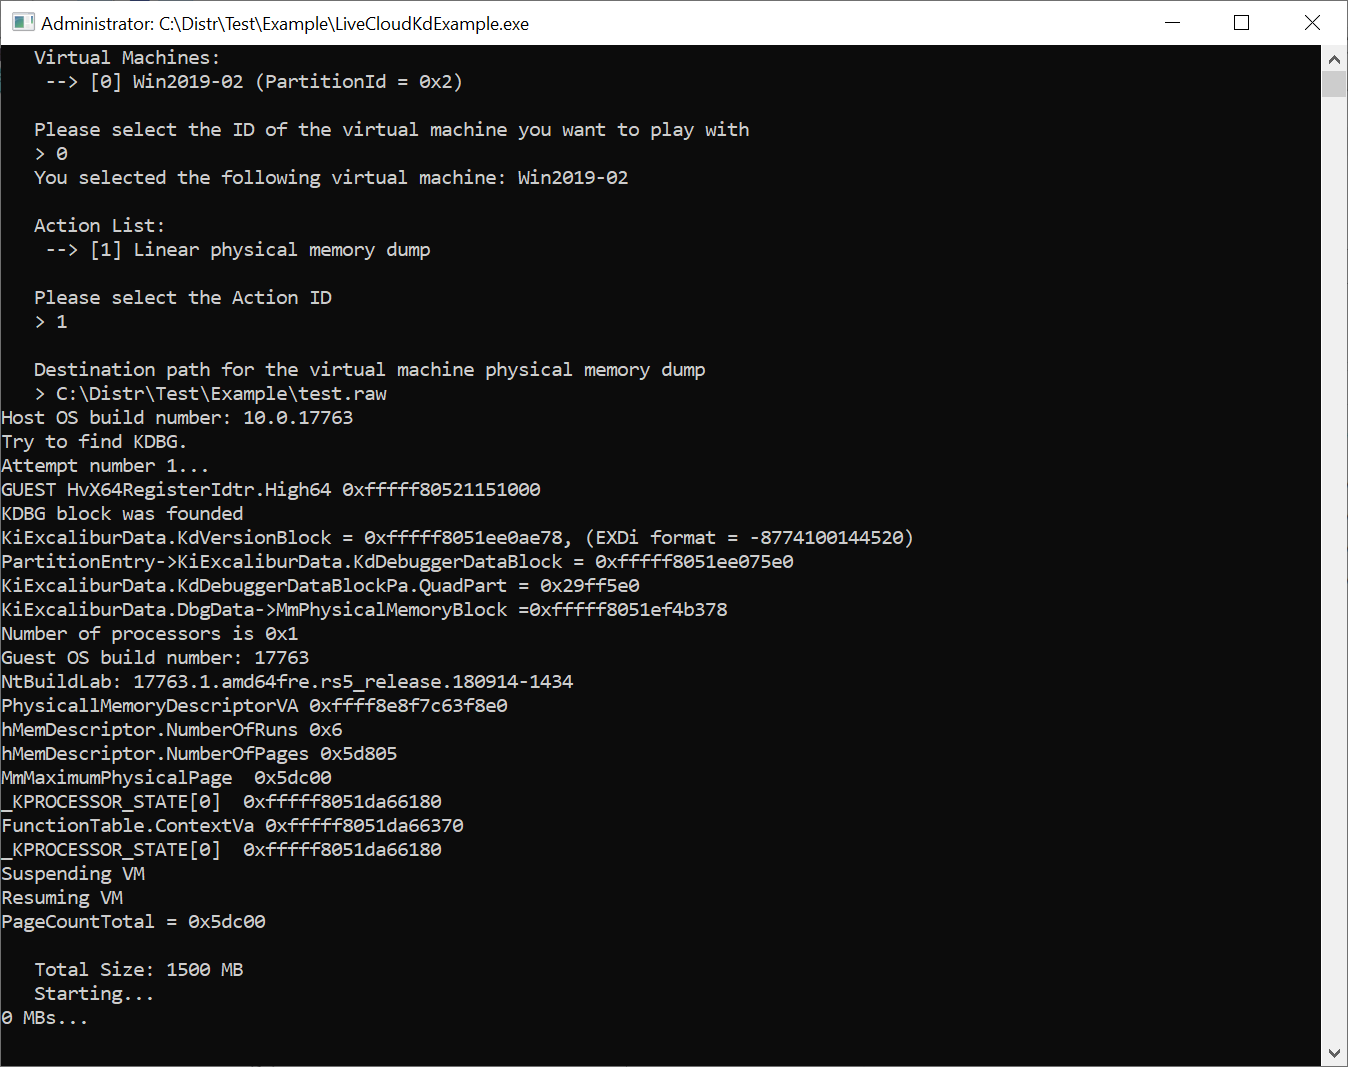 Administrator: C:\Distr\Test\Example\LiveCloudKdExample.exe
Virtual Machines:
--> [0] Win2019-02 (PartitionId = 0x2)
Please select the ID of the virtual machine you want to play with
> 0
You selected the following virtual machine: Win2019-02
Action List:
--> [1] Linear physical memory dump
Please select the Action ID
> 1
Destination path for the virtual machine physical memory dump
> C:\Distr\Test\Example\test.raw
Host OS build number: 10.0.17763
Try to find KDBG.
Attempt number 1...
GUEST HvX64RegisterIdtr.High64 0xfffff80521151000
KDBG block was founded
KiExcaliburData.KdVersionBlock = 0xfffff8051ee0ae78, (EXDi format = -8774100144520)
PartitionEntry->KiExcaliburData.KdDebuggerDataBlock = 0xfffff8051ee075e0
KiExcaliburData.KdDebuggerDataBlockPa.QuadPart = 0x29ff5e0
KiExcaliburData.DbgData->MmPhysicalMemoryBlock =0xfffff8051ef4b378
Number of processors is 0x1
Guest OS build number: 17763
NtBuildLab: 17763.1.amd64fre.rs5_release.180914-1434
PhysicallMemoryDescriptorVA 0xffff8e8f7c63f8e0
hMemDescriptor.NumberOfRuns 0x6
hMemDescriptor.NumberOfPages 0x5d805
MmMaximumPhysicalPage  0x5dc00
_KPROCESSOR_STATE[0]  0xfffff8051da66180
FunctionTable.ContextVa 0xfffff8051da66370
_KPROCESSOR_STATE[0]  0xfffff8051da66180
Suspending VM
Resuming VM
PageCountTotal = 0x5dc00
Total Size: 1500 MB
Starting...
0 MBs...